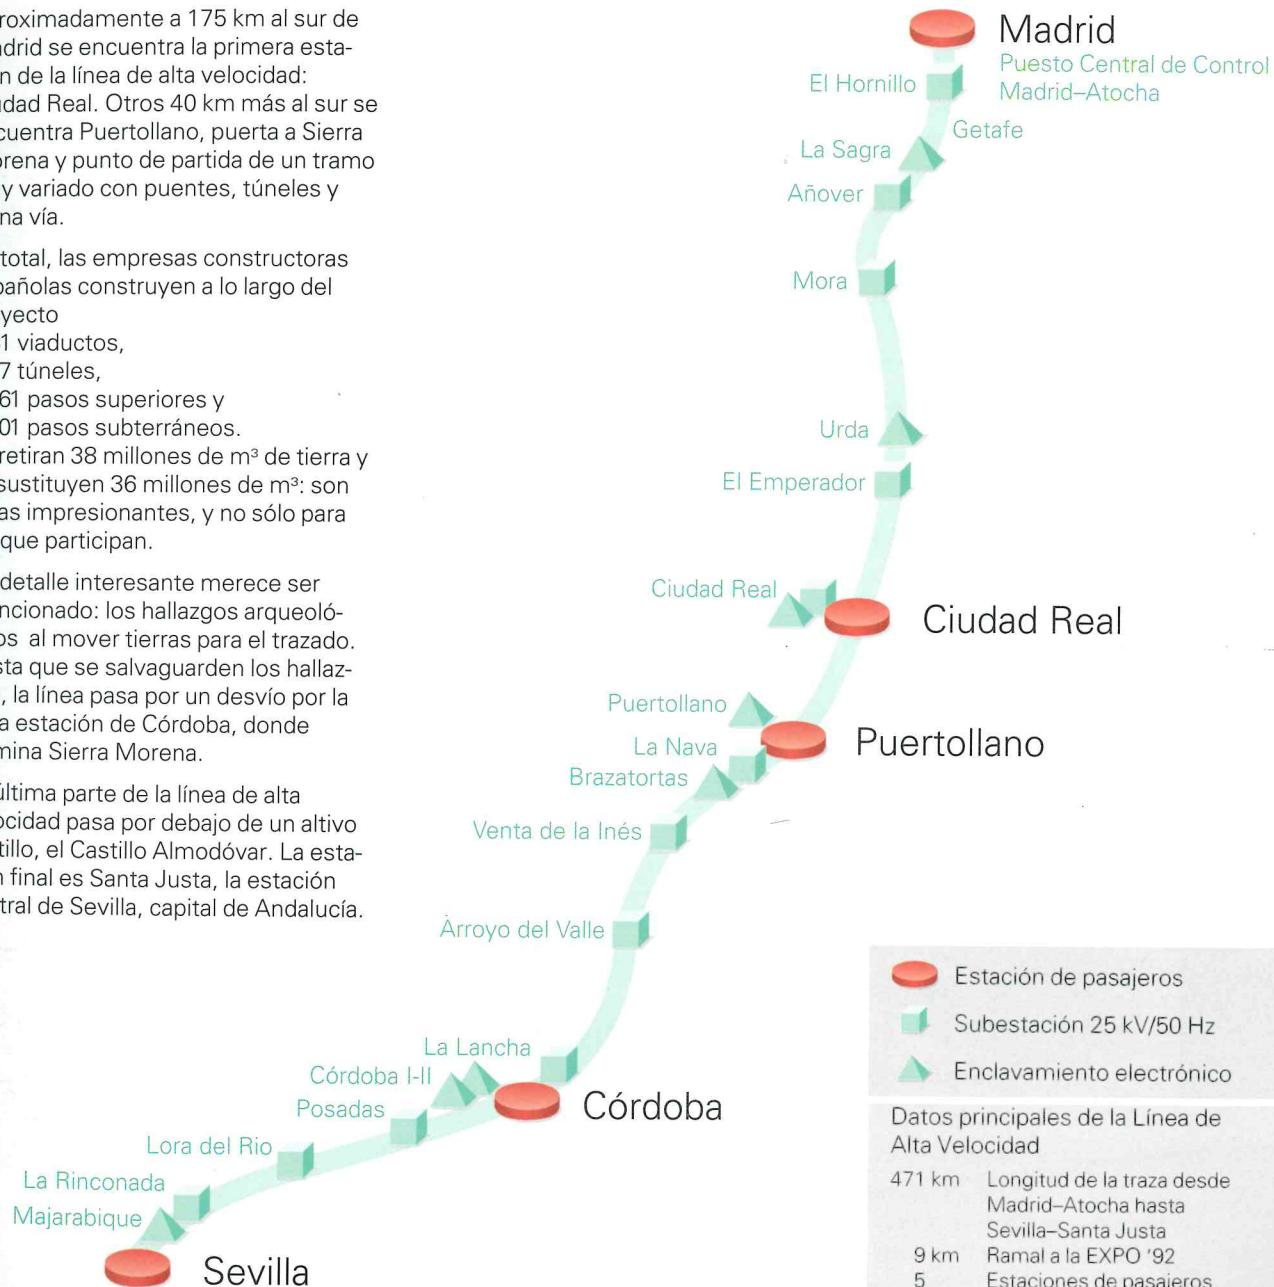 roximadamente a 175 km al sur de
adrid se encuentra la primera esta-
n de la línea de alta velocidad:
udad Real. Otros 40 km más al sur se
cuentra Puertollano, puerta a Sierra
orena y punto de partida de un tramo
y variado con puentes, túneles y
na vía.
total, las empresas constructoras
pañolas construyen a lo largo del
yecto
1 viaductos,
7 túneles,
61 pasos superiores y
01 pasos subterráneos.
retiran 38 millones de m³ de tierra y
sustituyen 36 millones de m³: son
as impresionantes, y no sólo para
que participan.
detalle interesante merece ser
ncionado: los hallazgos arqueoló-
os al mover tierras para el trazado.
sta que se salvaguarden los hallaz-
, la línea pasa por un desvío por la
a estación de Córdoba, donde
mina Sierra Morena.
última parte de la línea de alta
ocidad pasa por debajo de un altivo
tillo, el Castillo Almodóvar. La esta-
n final es Santa Justa, la estación
tral de Sevilla, capital de Andalucía.
Madrid
Puesto Central de Control
Madrid–Atocha
El Hornillo
Getafe
La Sagra
Añover
Mora
Urda
El Emperador
Ciudad Real
Ciudad Real
Puertollano
Puertollano
La Nava
Brazatortas
Venta de la Inés
Arroyo del Valle
La Lancha
Córdoba I-II
Córdoba
Posadas
Lora del Rio
La Rinconada
Majarabique
Sevilla
Estación de pasajeros
Subestación 25 kV/50 Hz
Enclavamiento electrónico
Datos principales de la Línea de
Alta Velocidad
471 km Longitud de la traza desde
Madrid–Atocha hasta
Sevilla–Santa Justa
9 km Ramal a la EXPO '92
5 Estaciones de pasajeros